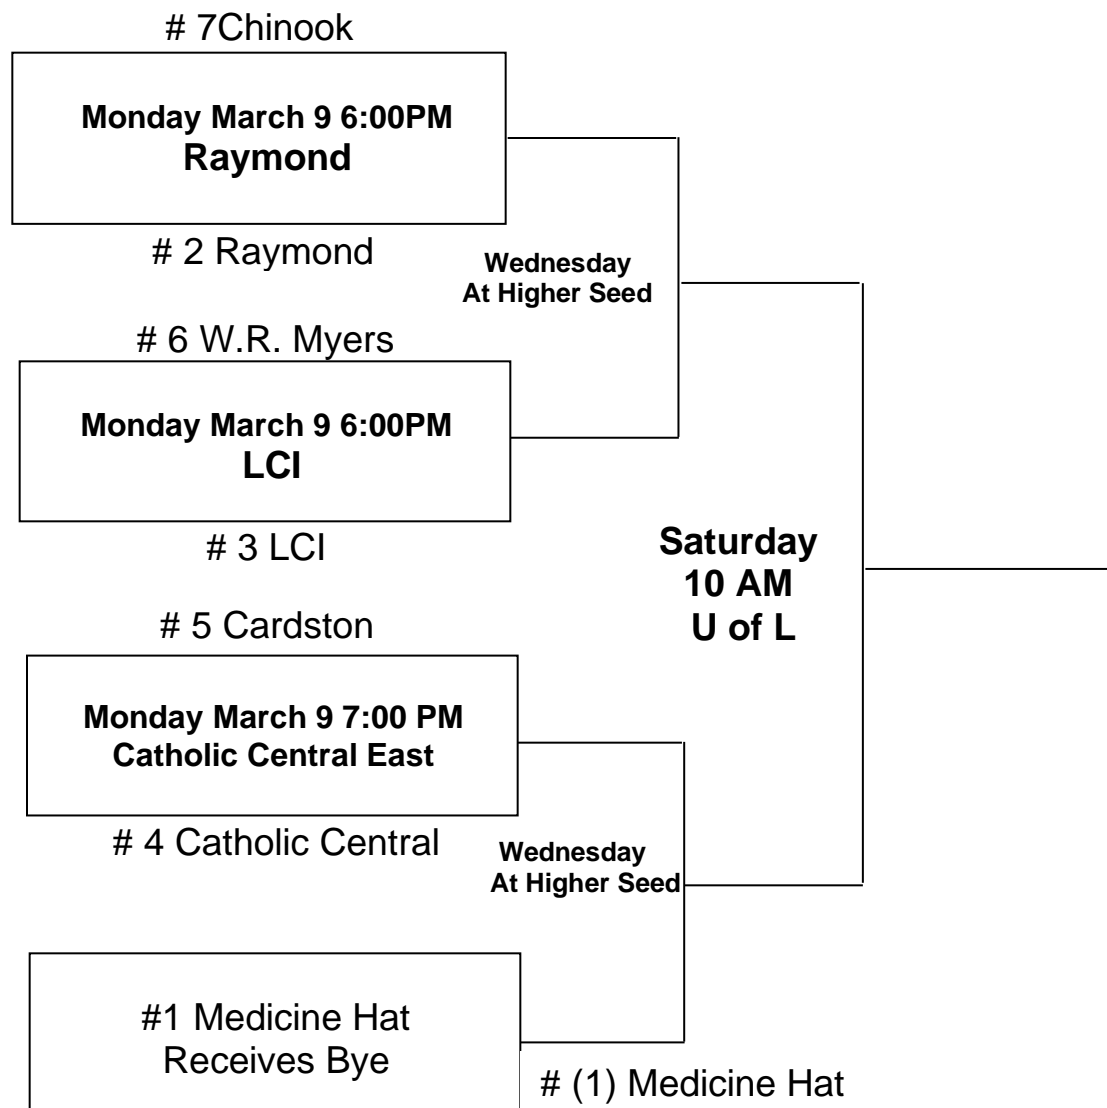 # 7Chinook
Monday March 9 6:00PM
Raymond
# 2 Raymond
Wednesday
At Higher Seed
# 6 W.R. Myers
Monday March 9 6:00PM
LCI
# 3 LCI
Saturday
10 AM
U of L
# 5 Cardston
Monday March 9 7:00 PM
Catholic Central East
# 4 Catholic Central
Wednesday
At Higher Seed
#1 Medicine Hat
Receives Bye
# (1) Medicine Hat